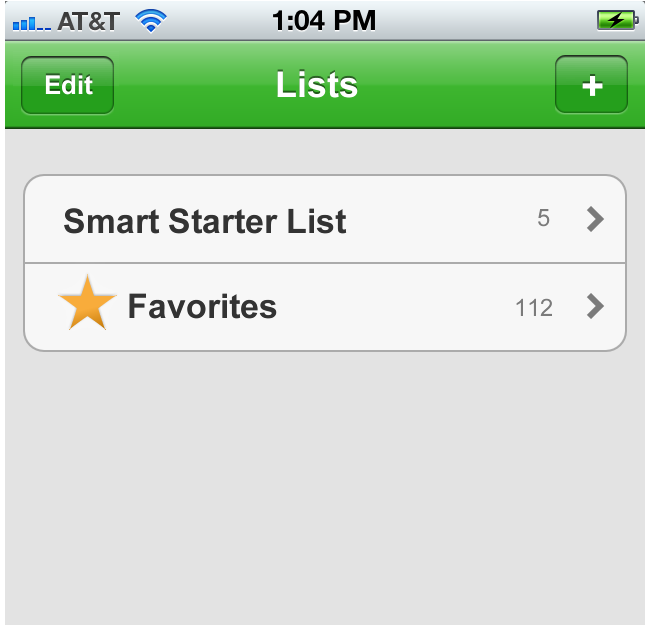 AT&T 1:04 PM
Edit Lists +
Smart Starter List 5
Favorites 112